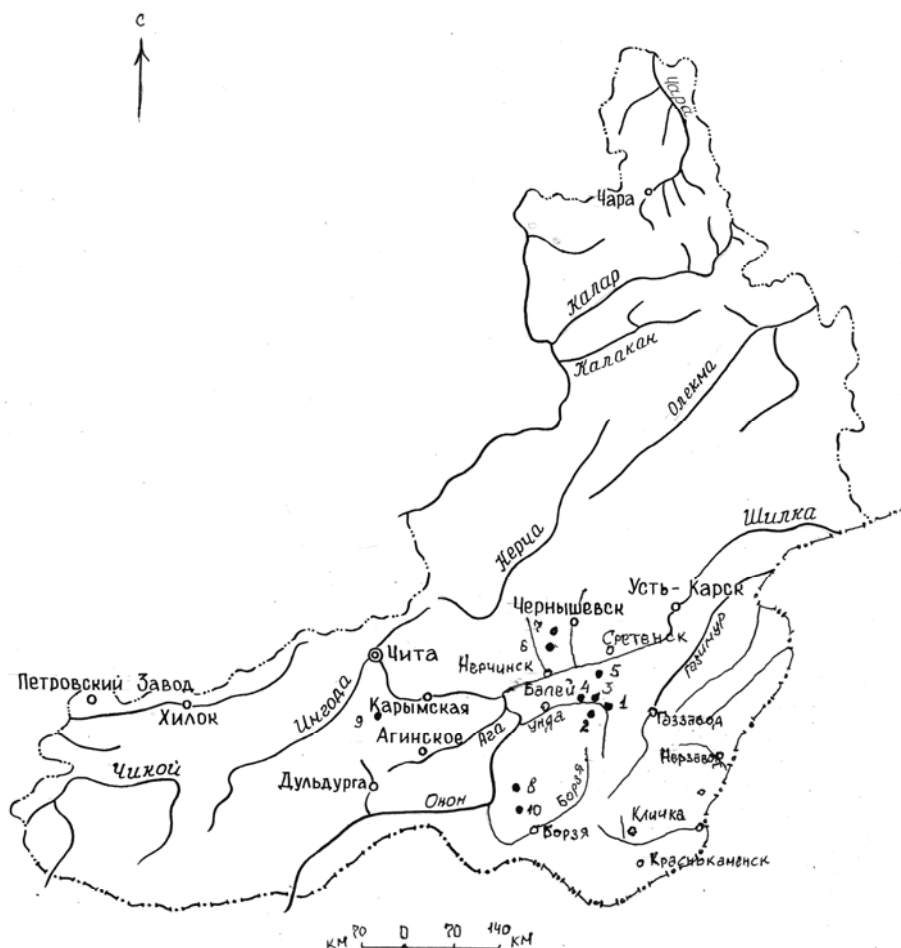 С
Чара
Чара
Калар
Калакан
Олекма
Шилка
Нерча
Усть-Карск
Чернышевск
7
Сретенск
6
Газимур
Чита
Нерчинск
5
Петровский Завод
Балей 4 3
1
Хилок
Ингода
Карымская
Унда
2
Газзавод
9
Агинское
Ага
Нерзавод
Чикой
Дульдурга
8
Борзя
Онон
10
Кличка
Борзя
Краснокаменск
км 70 0 70 140 км